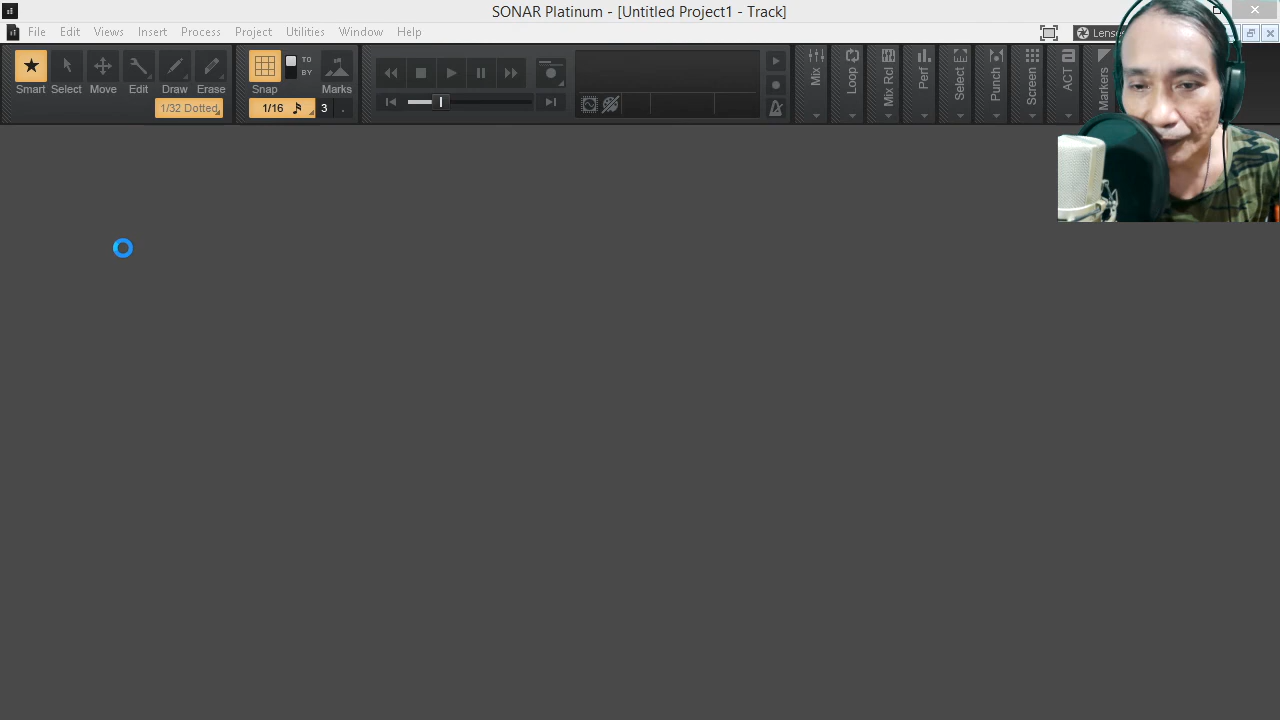 SONAR Platinum - [Untitled Project1 - Track]
File Edit Views Insert Process Project Utilities Window Help
Lenses
TO
BY
Smart Select Move Edit Draw Erase Snap Marks
1/32 Dotted 1/16 3
Mix
Loop
Mix Rcl
Perf
Select
Punch
Screen
ACT
Markers